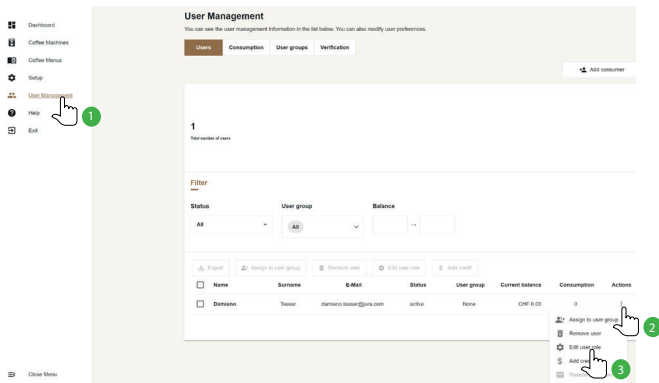 User Management
You can see the user management information in the list below. You can also modify user preferences.
Dashboard
Coffee Machines
Coffee Menus
Setup
User Management
Help
Exit
1
Users Consumption User groups Verification
Add consumer
1
Total number of users
Filter
Status User group Balance
All All →
Export Assign to user group Remove user Edit user role $ Add credit
Name Surname E-Mail Status User group Current balance Consumption Actions
Damiano Tassar damiano.tassar@jura.com active None CHF 0.00 0
Assign to user group
2
Remove user
Edit user role
$ Add
3
Close Menu